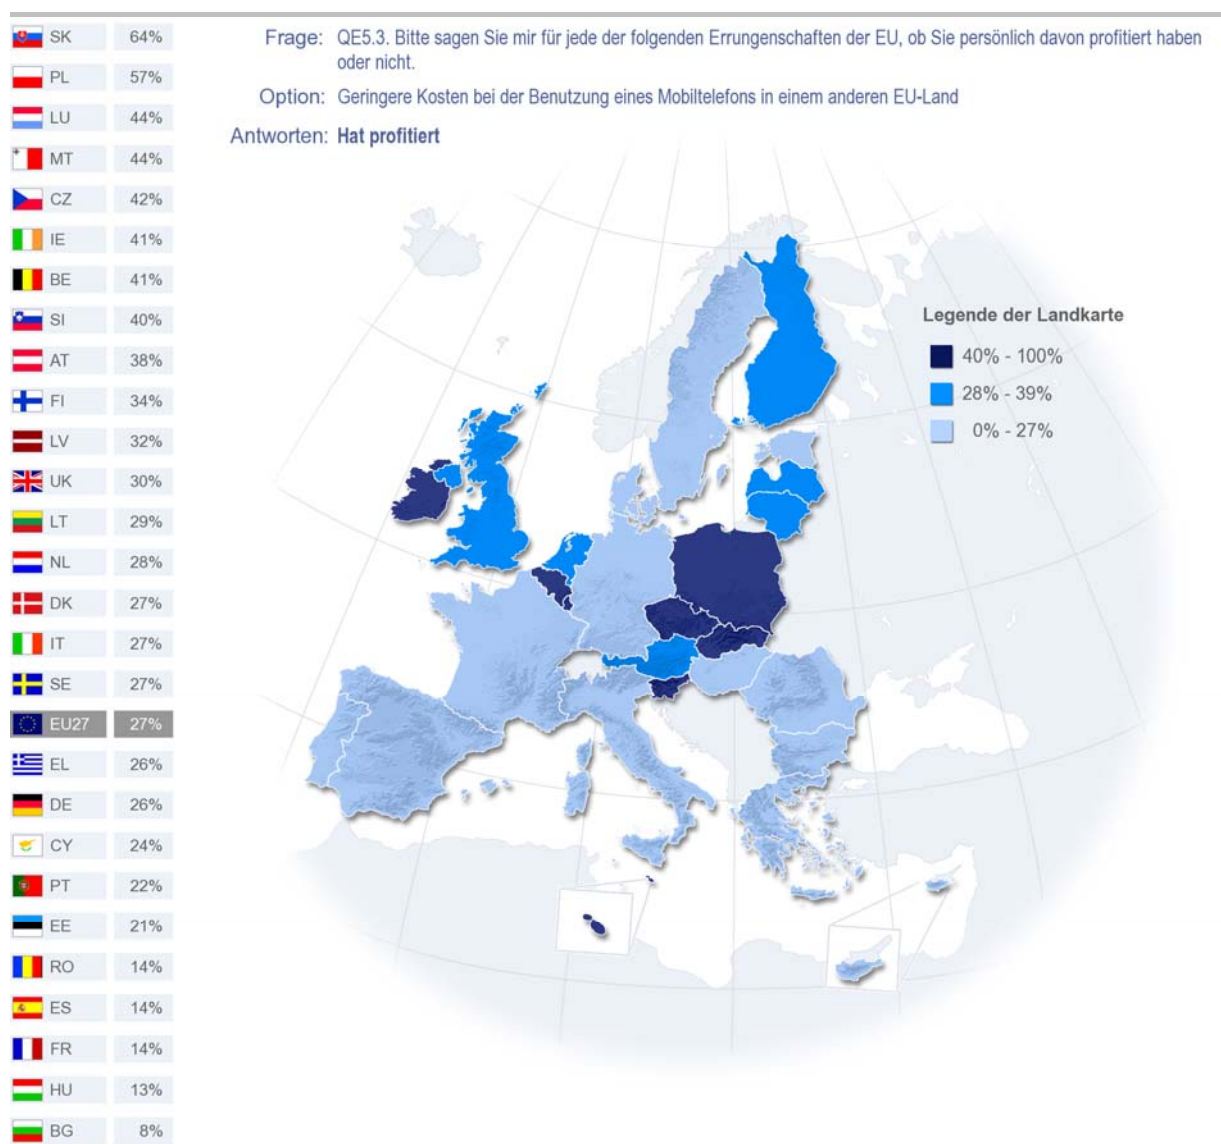 SK 64%
PL 57%
LU 44%
MT 44%
CZ 42%
IE 41%
BE 41%
SI 40%
AT 38%
FI 34%
LV 32%
UK 30%
LT 29%
NL 28%
DK 27%
IT 27%
SE 27%
EU27 27%
EL 26%
DE 26%
CY 24%
PT 22%
EE 21%
RO 14%
ES 14%
FR 14%
HU 13%
BG 8%
Frage: QE5.3. Bitte sagen Sie mir für jede der folgenden Errungenschaften der EU, ob Sie persönlich davon profitiert haben
oder nicht.
Option: Geringere Kosten bei der Benutzung eines Mobiltelefons in einem anderen EU-Land
Antworten: Hat profitiert
Legende der Landkarte
40% - 100%
28% - 39%
0% - 27%